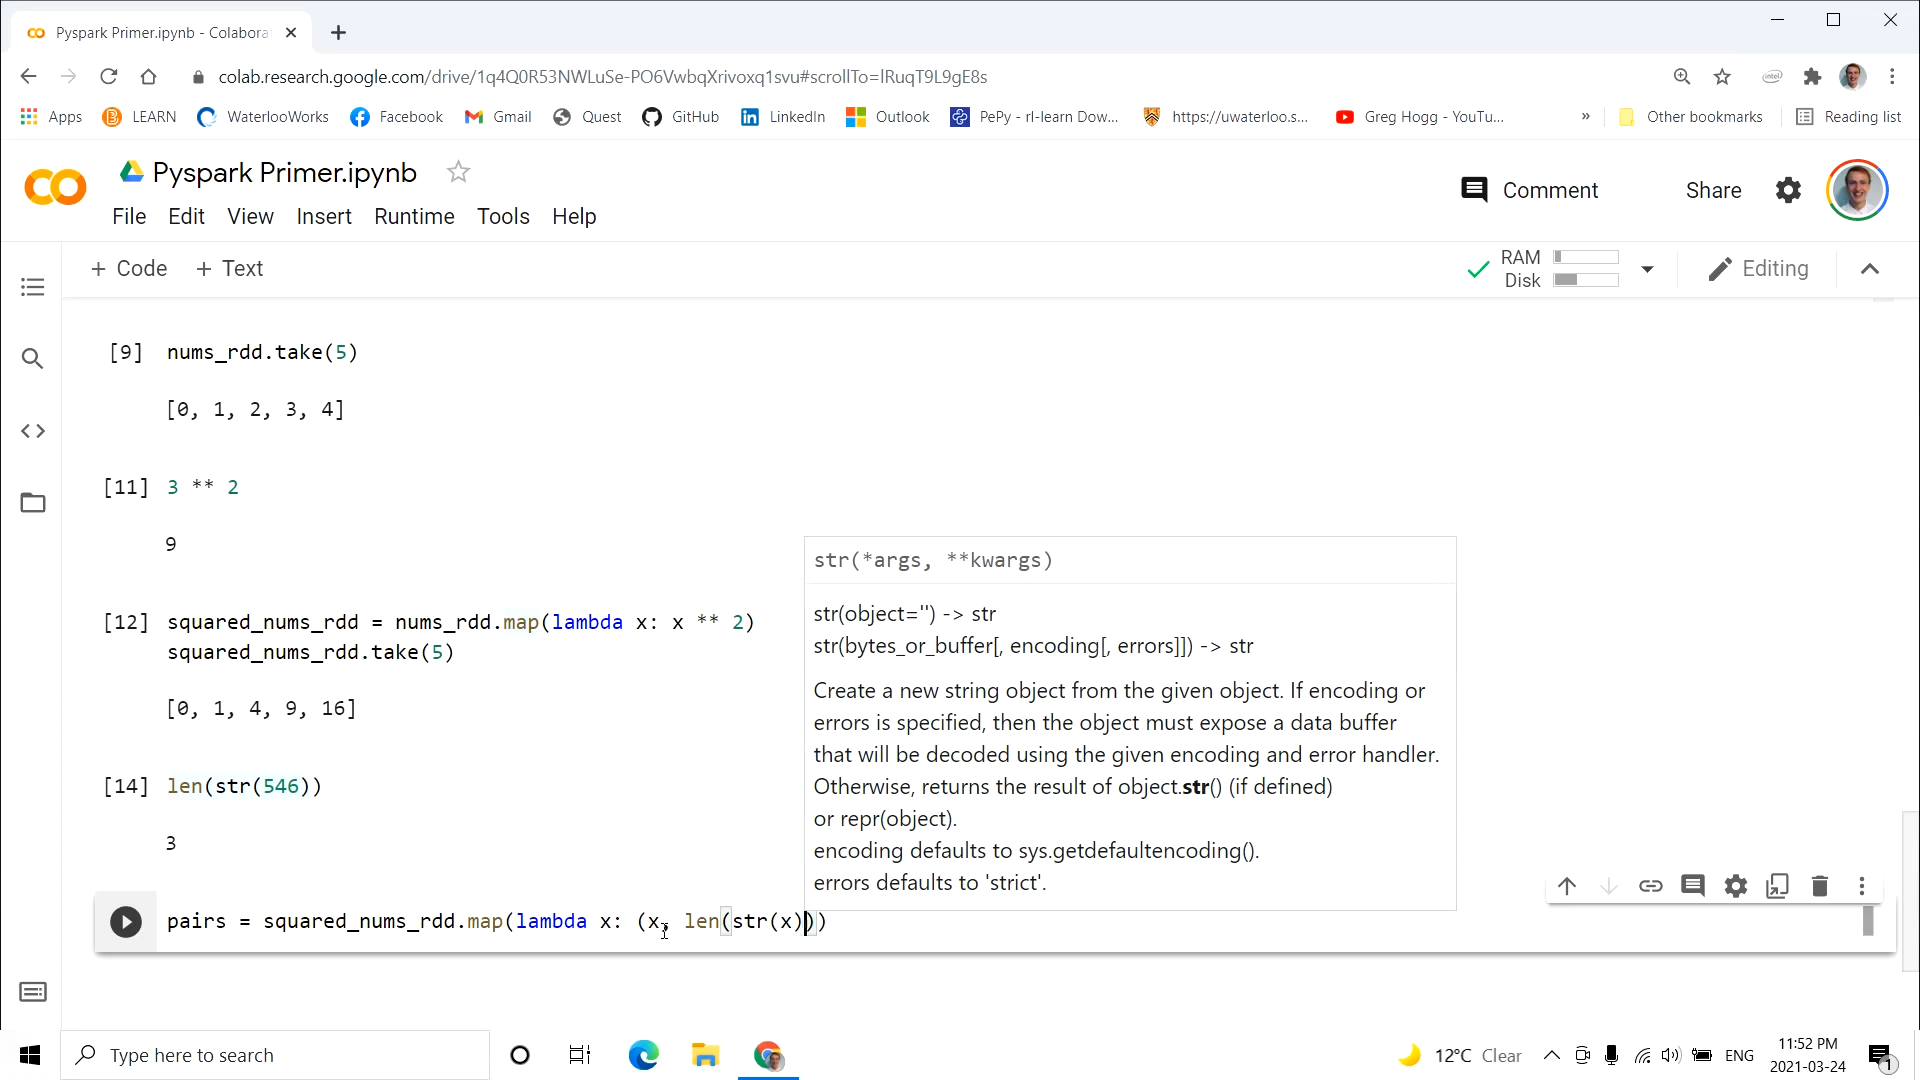 Pyspark Primer.ipynb - Colabora
colab.research.google.com/drive/1q4Q0R53NWLuSe-PO6VwbqXrivoxq1svu#scrollTo=lRuqT9L9gE8s
Apps LEARN WaterlooWorks Facebook Gmail Quest GitHub LinkedIn Outlook PePy - rl-learn Dow... https://uwaterloo.s... Greg Hogg - YouTu... » Other bookmarks Reading list
Pyspark Primer.ipynb
Comment Share
File Edit View Insert Runtime Tools Help
+ Code + Text
RAM
Disk
Editing
[9] nums_rdd.take(5)
[0, 1, 2, 3, 4]
[11] 3 ** 2
9
[12] squared_nums_rdd = nums_rdd.map(lambda x: x ** 2)
squared_nums_rdd.take(5)
[0, 1, 4, 9, 16]
[14] len(str(546))
3
str(*args, **kwargs)
str(object='') -> str
str(bytes_or_buffer[, encoding[, errors]]) -> str
Create a new string object from the given object. If encoding or
errors is specified, then the object must expose a data buffer
that will be decoded using the given encoding and error handler.
Otherwise, returns the result of object.str() (if defined)
or repr(object).
encoding defaults to sys.getdefaultencoding().
errors defaults to 'strict'.
pairs = squared_nums_rdd.map(lambda x: (x, len(str(x))))
Type here to search
12°C Clear
ENG
11:52 PM
2021-03-24
1